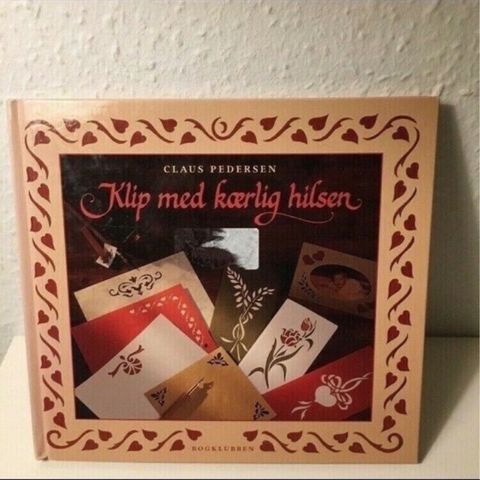 CLAUS PEDERSEN
Klip med kærlig hilsen
BOGKLUBBEN